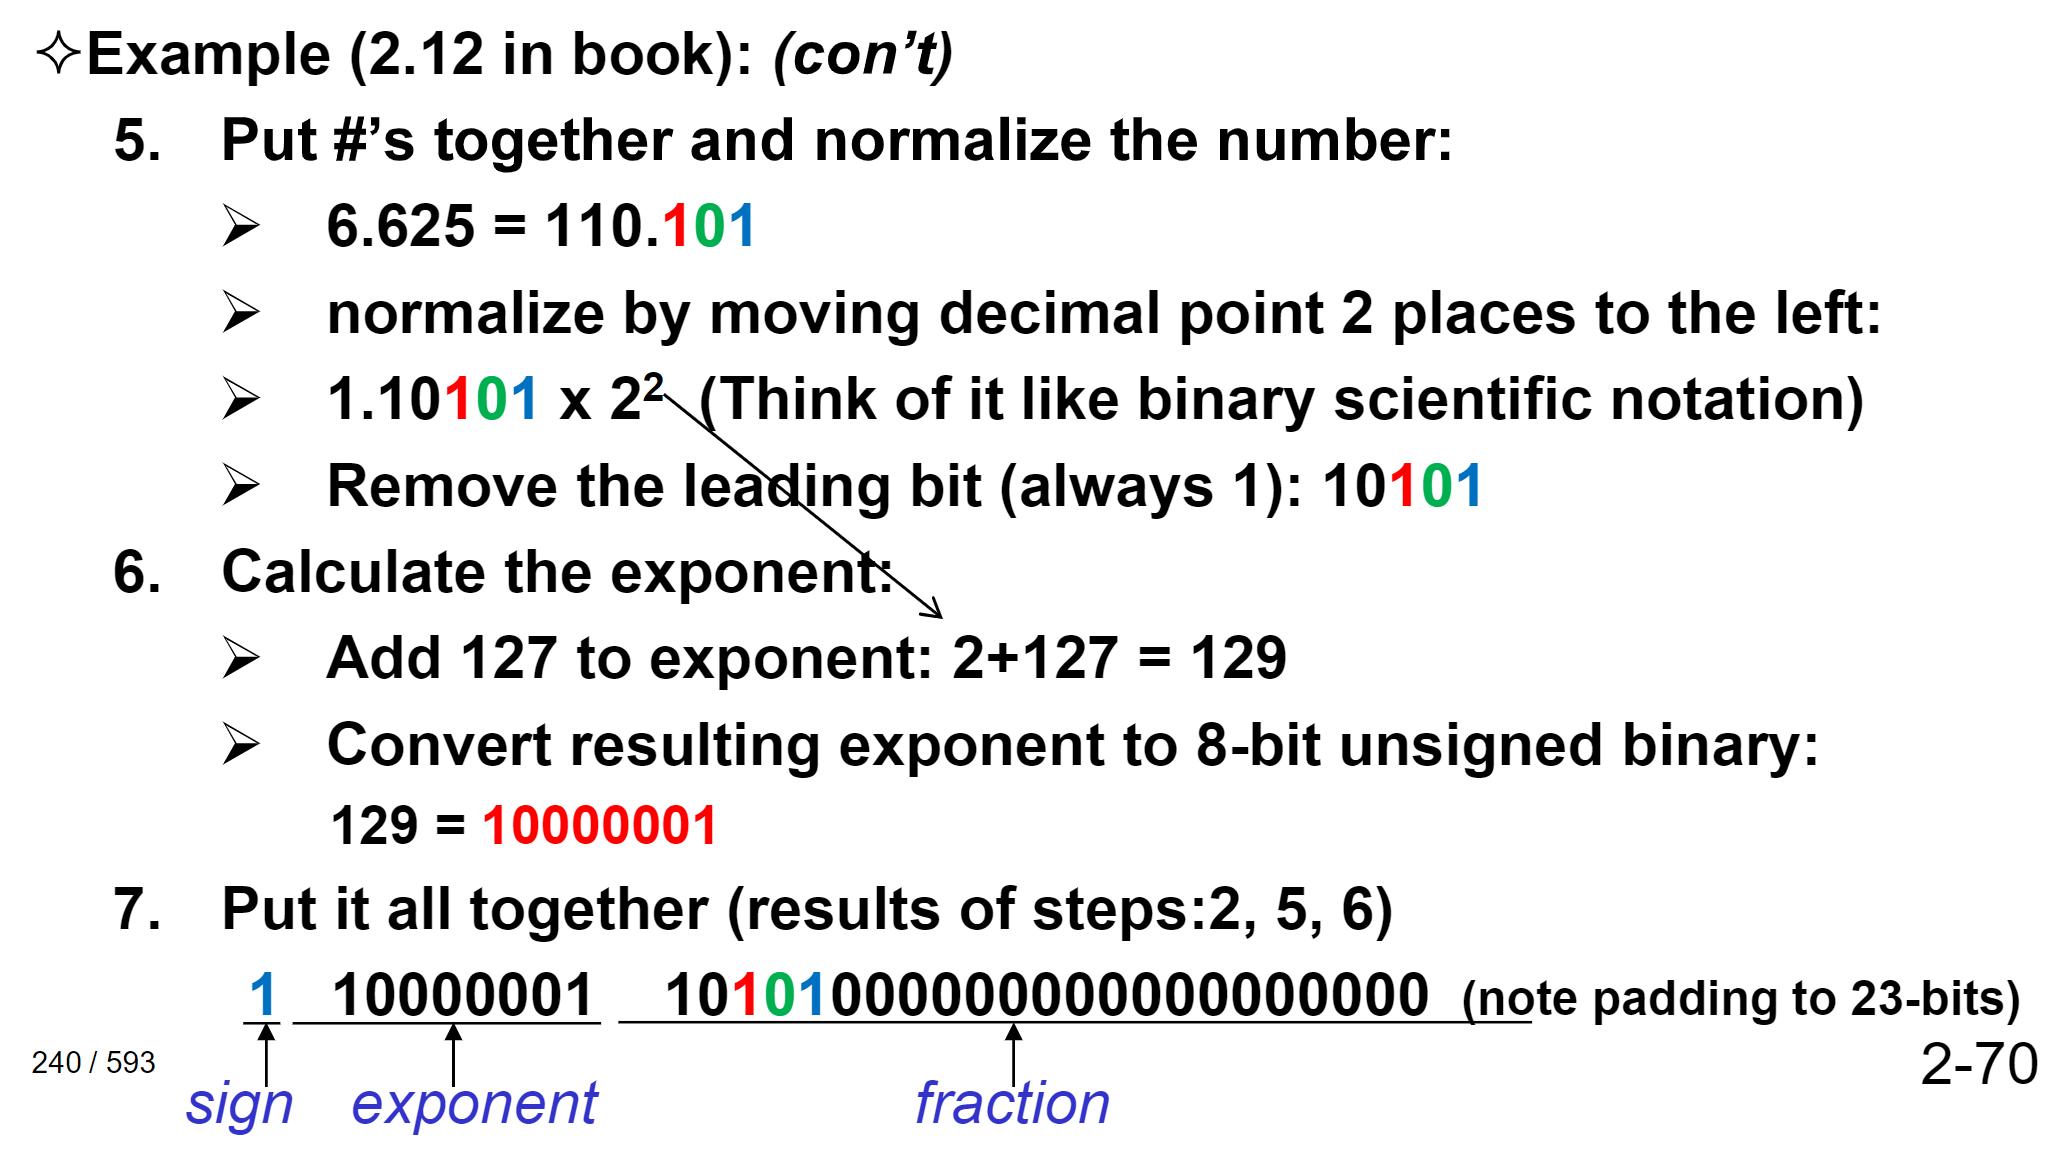 ✧Example (2.12 in book): (con’t)
5. Put #’s together and normalize the number:
➢ 6.625 = 110.101
➢ normalize by moving decimal point 2 places to the left:
➢ 1.10101 x 2² (Think of it like binary scientific notation)
➢ Remove the leading bit (always 1): 10101
6. Calculate the exponent:
➢ Add 127 to exponent: 2+127 = 129
➢ Convert resulting exponent to 8-bit unsigned binary:
129 = 10000001
7. Put it all together (results of steps:2, 5, 6)
1 10000001 10101000000000000000000 (note padding to 23-bits)
240 / 593
2-70
sign exponent fraction